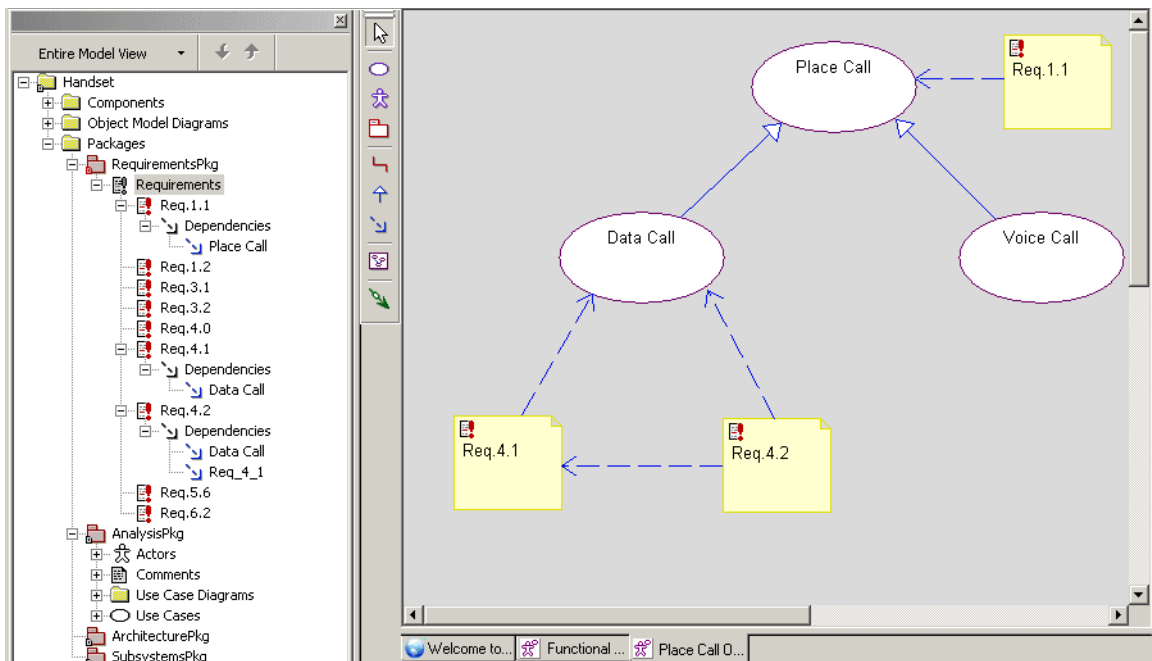 Entire Model View
Handset
Components
Object Model Diagrams
Packages
RequirementsPkg
Requirements
Req.1.1
Dependencies
Place Call
Req.1.2
Req.3.1
Req.3.2
Req.4.0
Req.4.1
Dependencies
Data Call
Req.4.2
Dependencies
Data Call
Req_4_1
Req.5.6
Req.6.2
AnalysisPkg
Actors
Comments
Use Case Diagrams
Use Cases
ArchitecturePkg
SubsystemsPkg
Place Call
Req.1.1
Data Call
Voice Call
Req.4.1
Req.4.2
Welcome to...
Functional ...
Place Call O...